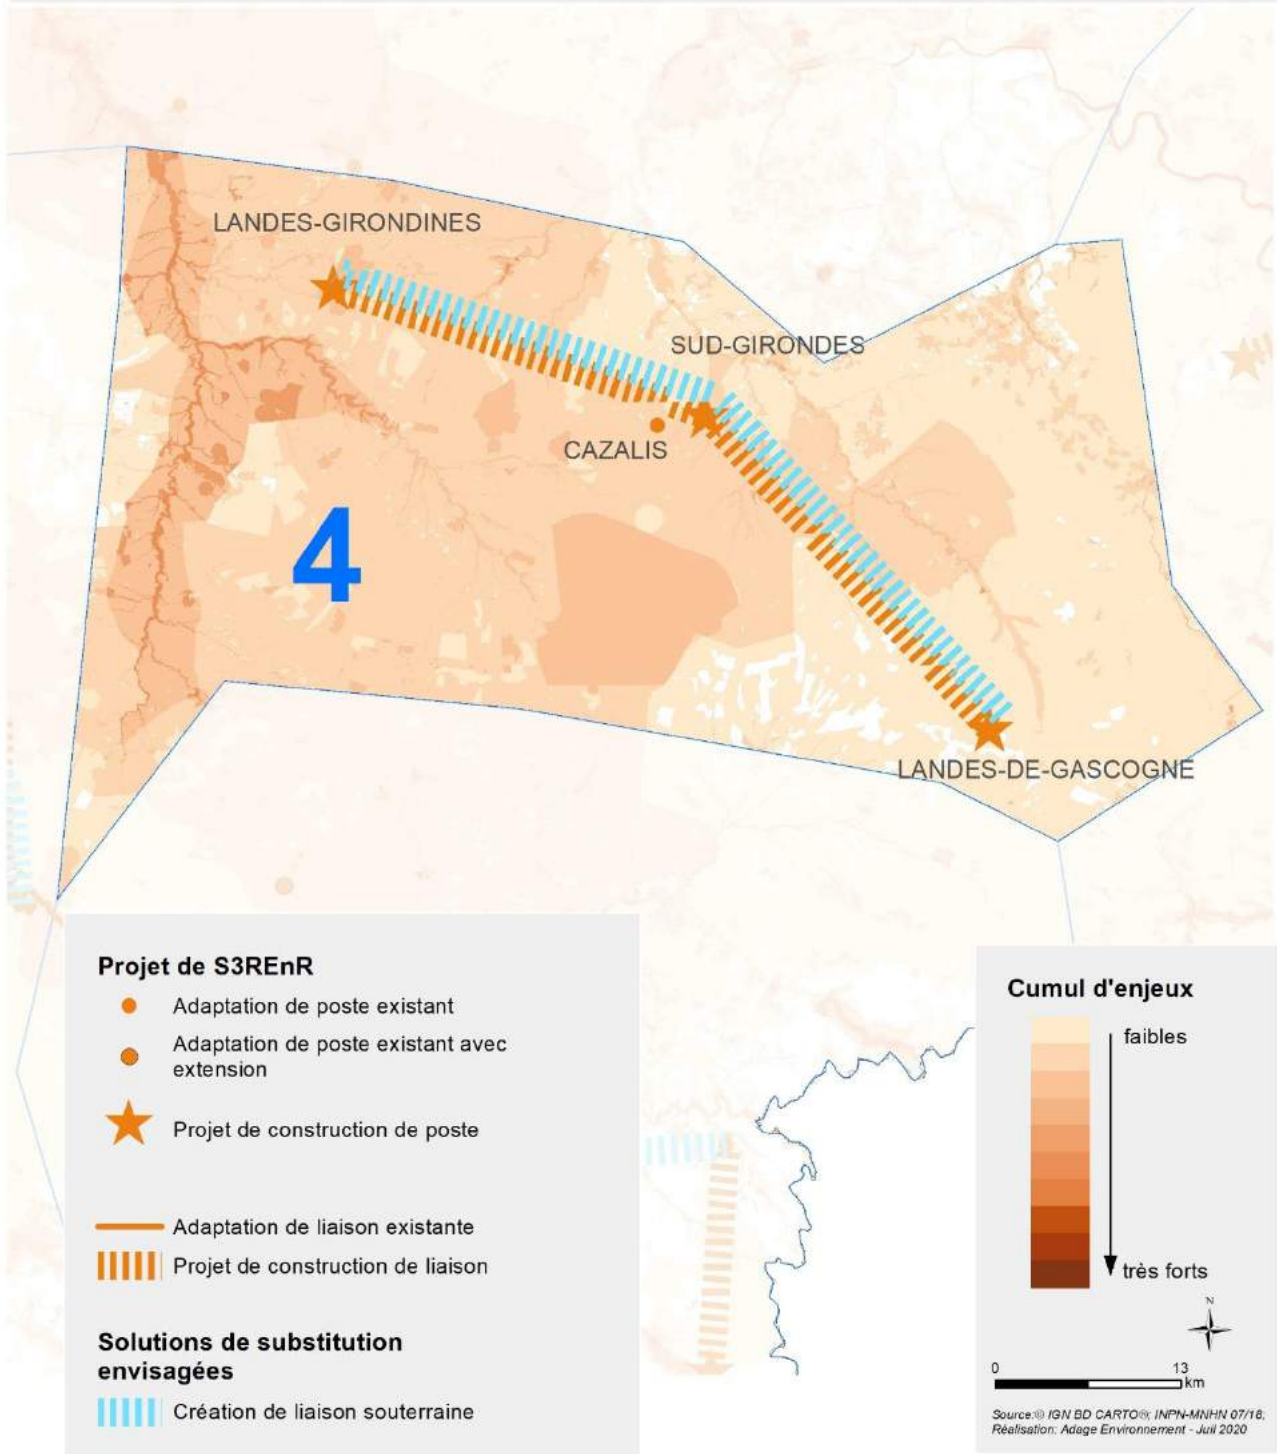 LANDES-GIRONDINES
SUD-GIRONDES
CAZALIS
4
LANDES-DE-GASCOGNE
Projet de S3REnR
Adaptation de poste existant
Adaptation de poste existant avec
extension
Projet de construction de poste
Adaptation de liaison existante
Projet de construction de liaison
Solutions de substitution
envisagées
Création de liaison souterraine
Cumul d'enjeux
faibles
très forts
N
0 13
km
Source:© IGN BD CARTO®; INPN-MNHN 07/18;
Réalisation: Adage Environnement - Juil 2020